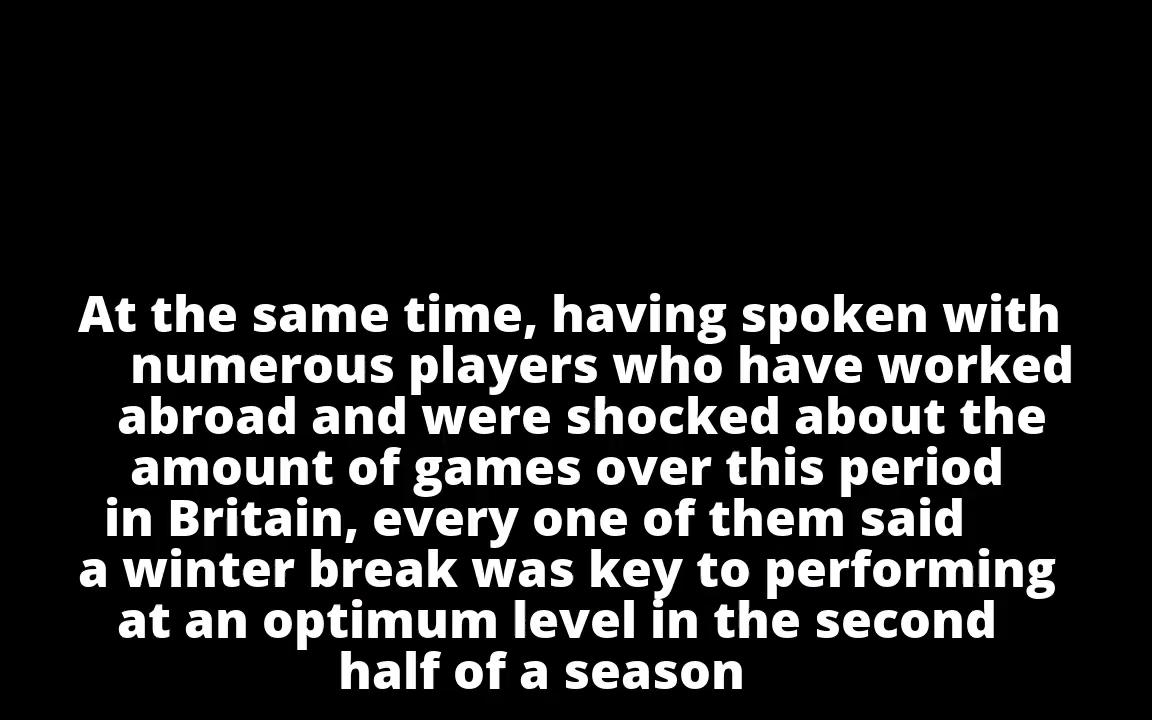 At the same time, having spoken with
numerous players who have worked
abroad and were shocked about the
amount of games over this period
in Britain, every one of them said
a winter break was key to performing
at an optimum level in the second
half of a season